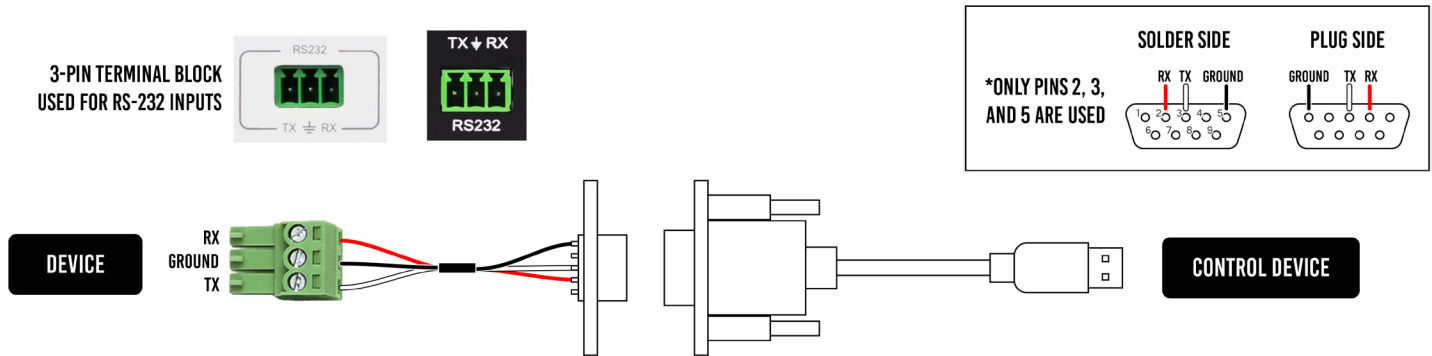 3-PIN TERMINAL BLOCK
USED FOR RS-232 INPUTS
RS232
TX RX
TX RX
RS232
*ONLY PINS 2, 3,
AND 5 ARE USED
SOLDER SIDE
RX TX GROUND
1 2 3 4 5
6 7 8 9
PLUG SIDE
GROUND TX RX
DEVICE
RX
GROUND
TX
CONTROL DEVICE